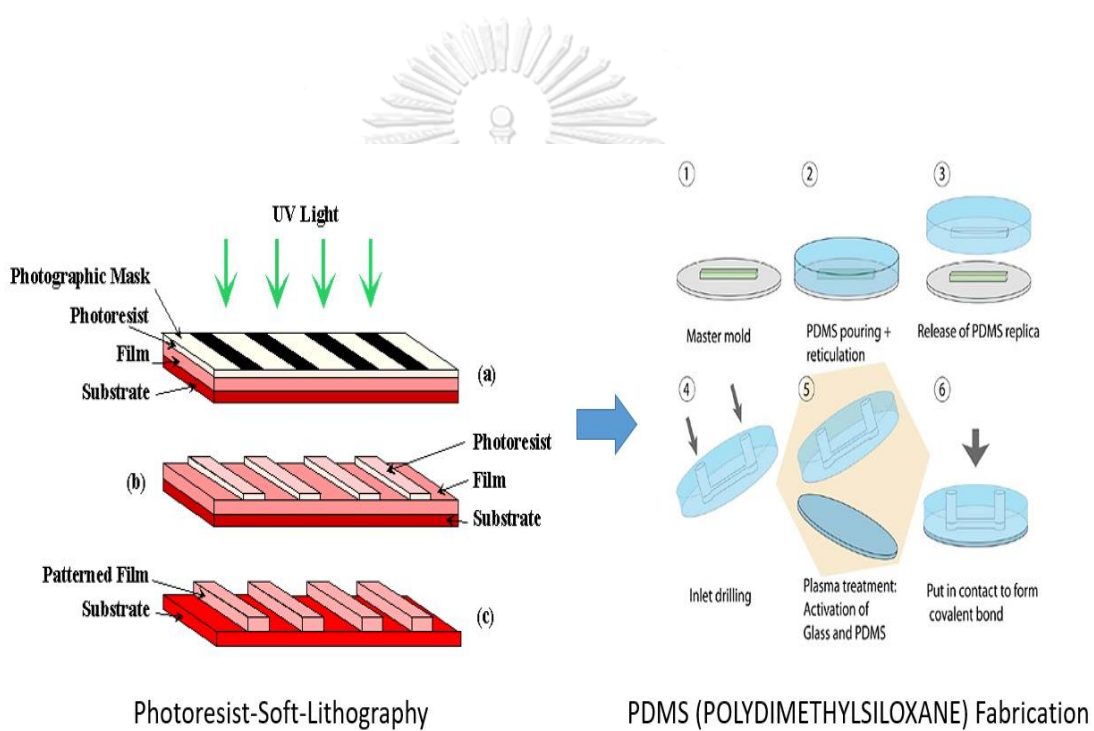 UV Light
Photographic Mask
Photoresist
Film
Substrate
(a)
Photoresist
(b)
Film
Substrate
Patterned Film
Substrate
(c)
Photoresist-Soft-Lithography
1
2
3
Master mold
PDMS pouring +
reticulation
Release of PDMS replica
4
5
6
Inlet drilling
Plasma treatment:
Activation of
Glass and PDMS
Put in contact to form
covalent bond
PDMS (POLYDIMETHYLSILOXANE) Fabrication